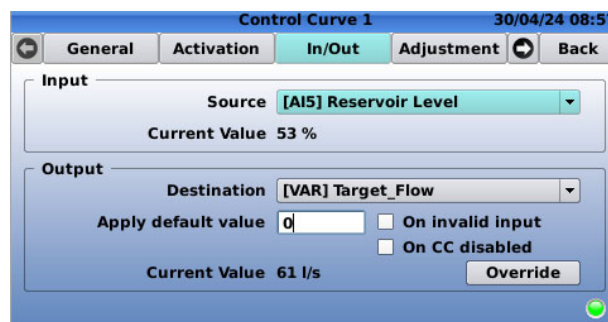 Control Curve 1 30/04/24 08:57
General Activation In/Out Adjustment Back
Input
Source [AI5] Reservoir Level
Current Value 53 %
Output
Destination [VAR] Target_Flow
Apply default value 0 On invalid input
On CC disabled
Current Value 61 l/s Override